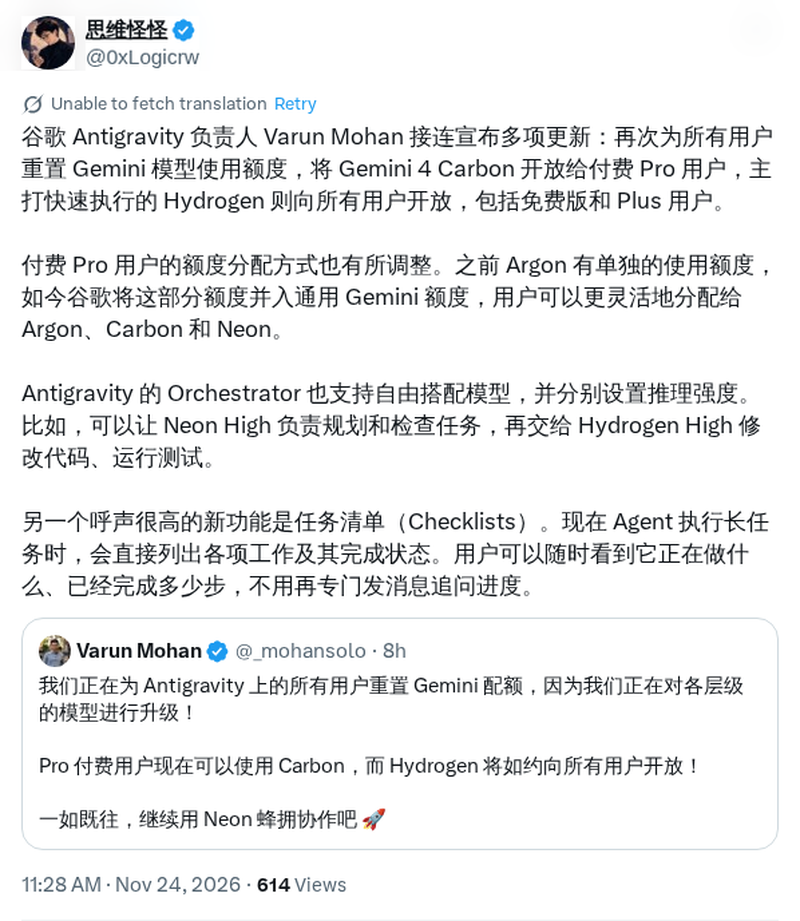 思维怪怪
@0xLogicrw
Unable to fetch translation Retry
谷歌 Antigravity 负责人 Varun Mohan 接连宣布多项更新：再次为所有用户
重置 Gemini 模型使用额度，将 Gemini 4 Carbon 开放给付费 Pro 用户，主
打快速执行的 Hydrogen 则向所有用户开放，包括免费版和 Plus 用户。
付费 Pro 用户的额度分配方式也有所调整。之前 Argon 有单独的使用额度，
如今谷歌将这部分额度并入通用 Gemini 额度，用户可以更灵活地分配给
Argon、Carbon 和 Neon。
Antigravity 的 Orchestrator 也支持自由搭配模型，并分别设置推理强度。
比如，可以让 Neon High 负责规划和检查任务，再交给 Hydrogen High 修
改代码、运行测试。
另一个呼声很高的新功能是任务清单（Checklists）。现在 Agent 执行长任
务时，会直接列出各项工作及其完成状态。用户可以随时看到它正在做什
么、已经完成多少步，不用再专门发消息追问进度。
Varun Mohan @_mohansolo · 8h
我们正在为 Antigravity 上的所有用户重置 Gemini 配额，因为我们正在对各层级
的模型进行升级！
Pro 付费用户现在可以使用 Carbon，而 Hydrogen 将如约向所有用户开放！
一如既往，继续用 Neon 蜂拥协作吧 🚀
11:28 AM · Nov 24, 2026 · 614 Views